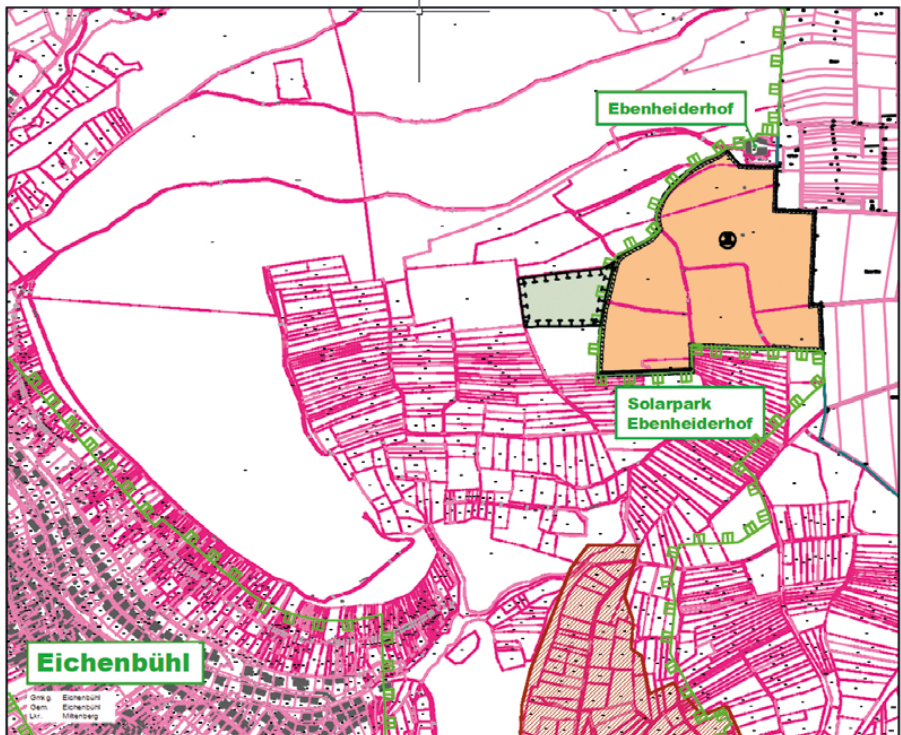 Ebenheiderhof
Solarpark
Ebenheiderhof
Eichenbühl
Gmkg. Eichenbühl
Gem. Eichenbühl
Lkr. Miltenberg